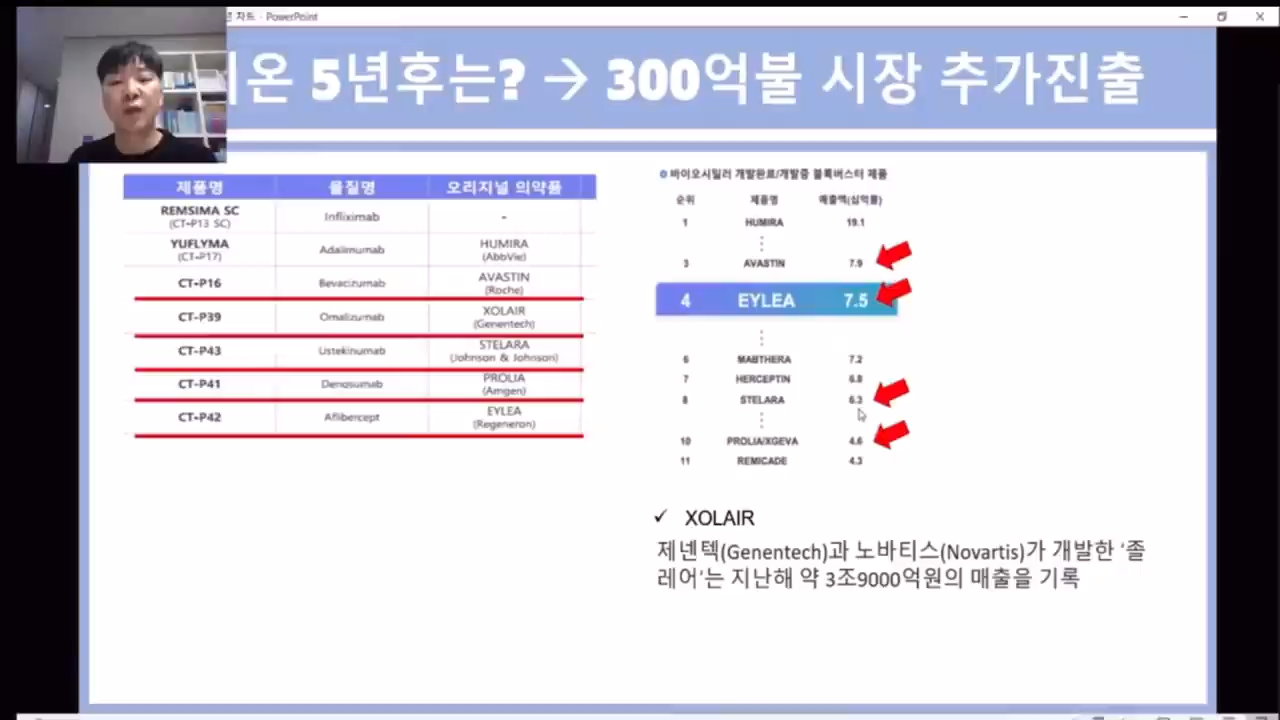 년 차트 - PowerPoint
온 5년후는? → 300억불 시장 추가진출
제품명 물질명 오리지널 의약품
REMSIMA SC
(CT-P13 SC)
Infliximab
-
YUFLYMA
(CT-P17)
Adalimumab
HUMIRA
(AbbVie)
CT-P16
Bevacizumab
AVASTIN
(Roche)
CT-P39
Omalizumab
XOLAIR
(Genentech)
CT-P43
Ustekinumab
STELARA
(Johnson & Johnson)
CT-P41
Denosumab
PROLIA
(Amgen)
CT-P42
Aflibercept
EYLEA
(Regeneron)
바이오시밀러 개발완료/개발중 블록버스터 제품
순위 제품명 매출액(십억불)
1 HUMIRA 19.1
3 AVASTIN 7.9
4 EYLEA 7.5
6 MABTHERA 7.2
7 HERCEPTIN 6.8
8 STELARA 6.3
10 PROLIA/XGEVA 4.6
11 REMICADE 4.3
✓ XOLAIR
제넨텍(Genentech)과 노바티스(Novartis)가 개발한 ‘졸
레어’는 지난해 약 3조9000억원의 매출을 기록